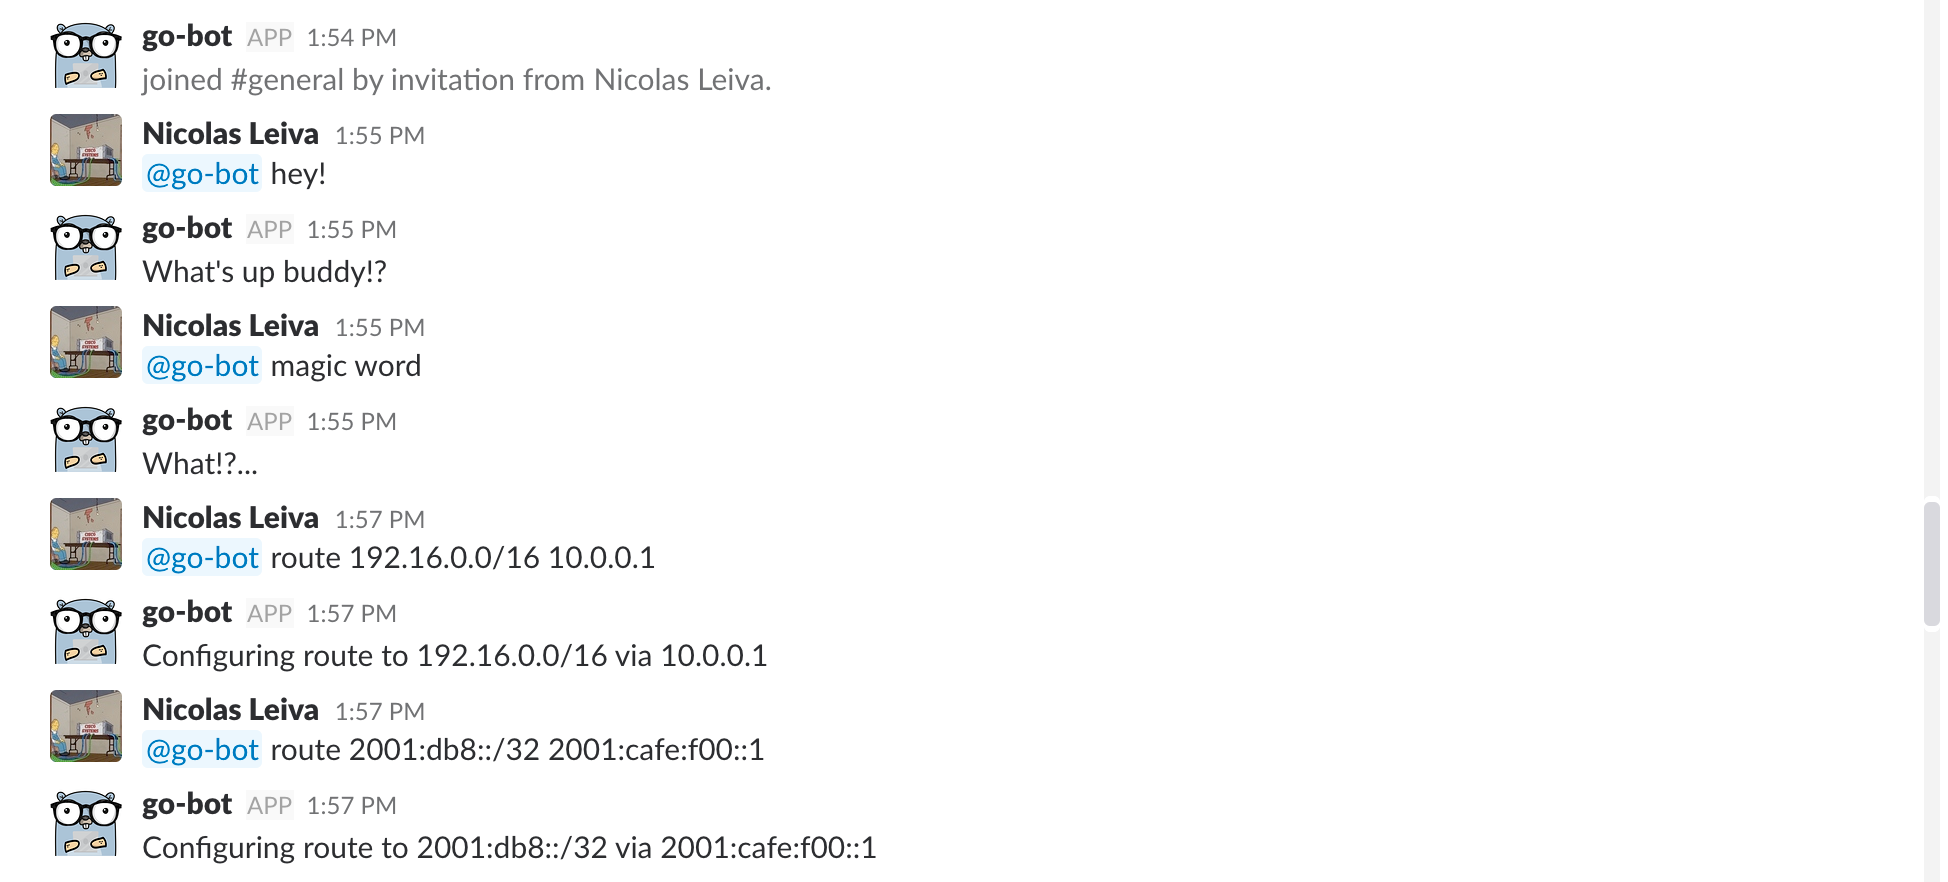 go-bot APP 1:54 PM
joined #general by invitation from Nicolas Leiva.
Nicolas Leiva 1:55 PM
@go-bot hey!
go-bot APP 1:55 PM
What's up buddy!?
Nicolas Leiva 1:55 PM
@go-bot magic word
go-bot APP 1:55 PM
What!?...
Nicolas Leiva 1:57 PM
@go-bot route 192.16.0.0/16 10.0.0.1
go-bot APP 1:57 PM
Configuring route to 192.16.0.0/16 via 10.0.0.1
Nicolas Leiva 1:57 PM
@go-bot route 2001:db8::/32 2001:cafe:f00::1
go-bot APP 1:57 PM
Configuring route to 2001:db8::/32 via 2001:cafe:f00::1